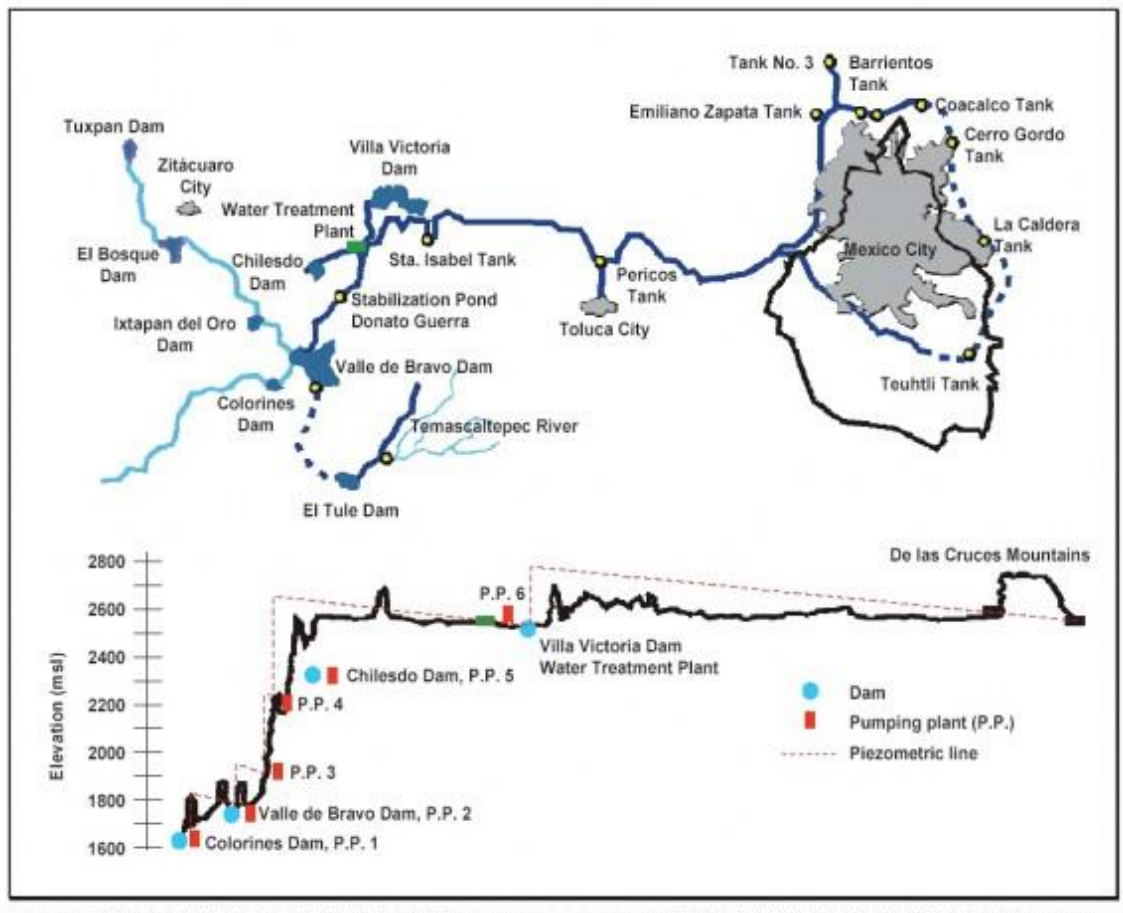 Tank No. 3
Barrientos
Tank
Emiliano Zapata Tank
Coacalco Tank
Cerro Gordo
Tank
Tuxpan Dam
Zitácuaro
City
Villa Victoria
Dam
Water Treatment
Plant
El Bosque
Dam
Chilesdo
Dam
Sta. Isabel Tank
La Caldera
Tank
Mexico City
Pericos
Tank
Stabilization Pond
Donato Guerra
Toluca City
Ixtapan del Oro
Dam
Valle de Bravo Dam
Teuhtli Tank
Colorines
Dam
Temascaltepec River
El Tule Dam
De las Cruces Mountains
2800
2600
2400
2200
2000
1800
1600
Elevation (msl)
P.P. 6
Villa Victoria Dam
Water Treatment Plant
Chilesdo Dam, P.P. 5
P.P. 4
P.P. 3
Valle de Bravo Dam, P.P. 2
Colorines Dam, P.P. 1
Dam
Pumping plant (P.P.)
Piezometric line